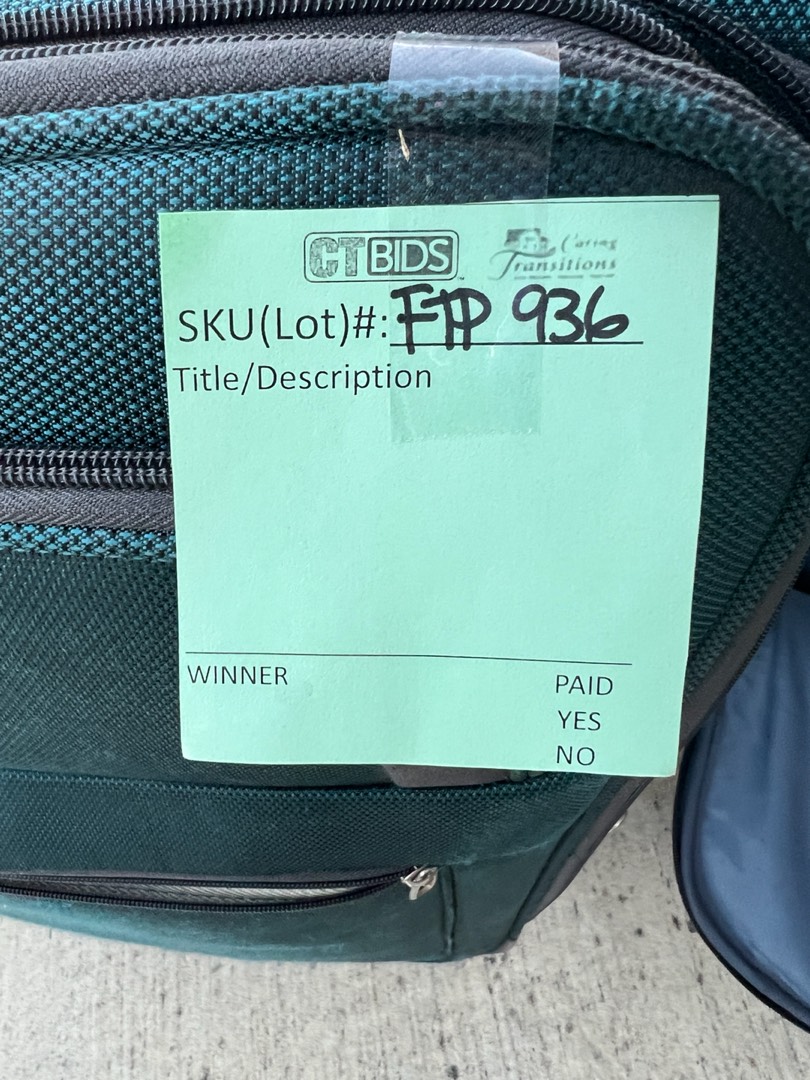 CTBIDS
Caring
Transitions
SKU(Lot)#: FTP 936
Title/Description
WINNER
PAID
YES
NO